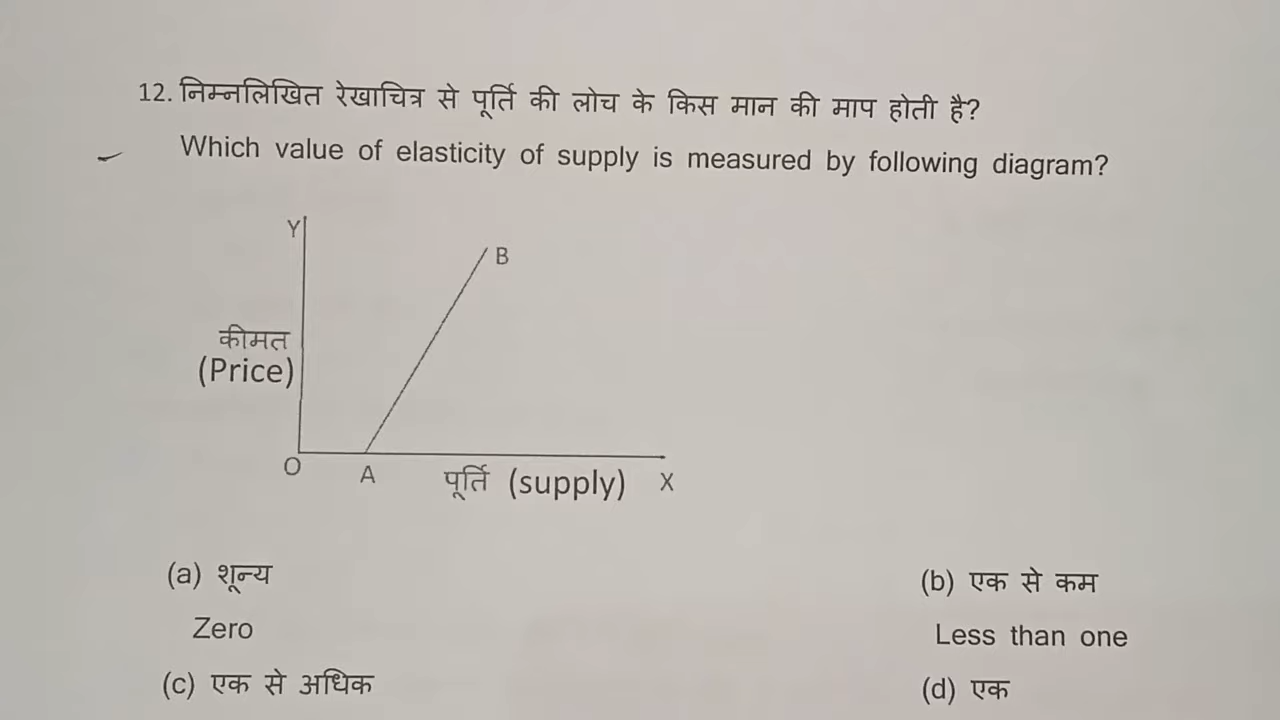 12. निम्नलिखित रेखाचित्र से पूर्ति की लोच के किस मान की माप होती है?
Which value of elasticity of supply is measured by following diagram?
Y
B
कीमत
(Price)
O
A
पूर्ति (supply)
X
(a) शून्य
(b) एक से कम
Zero
Less than one
(c) एक से अधिक
(d) एक